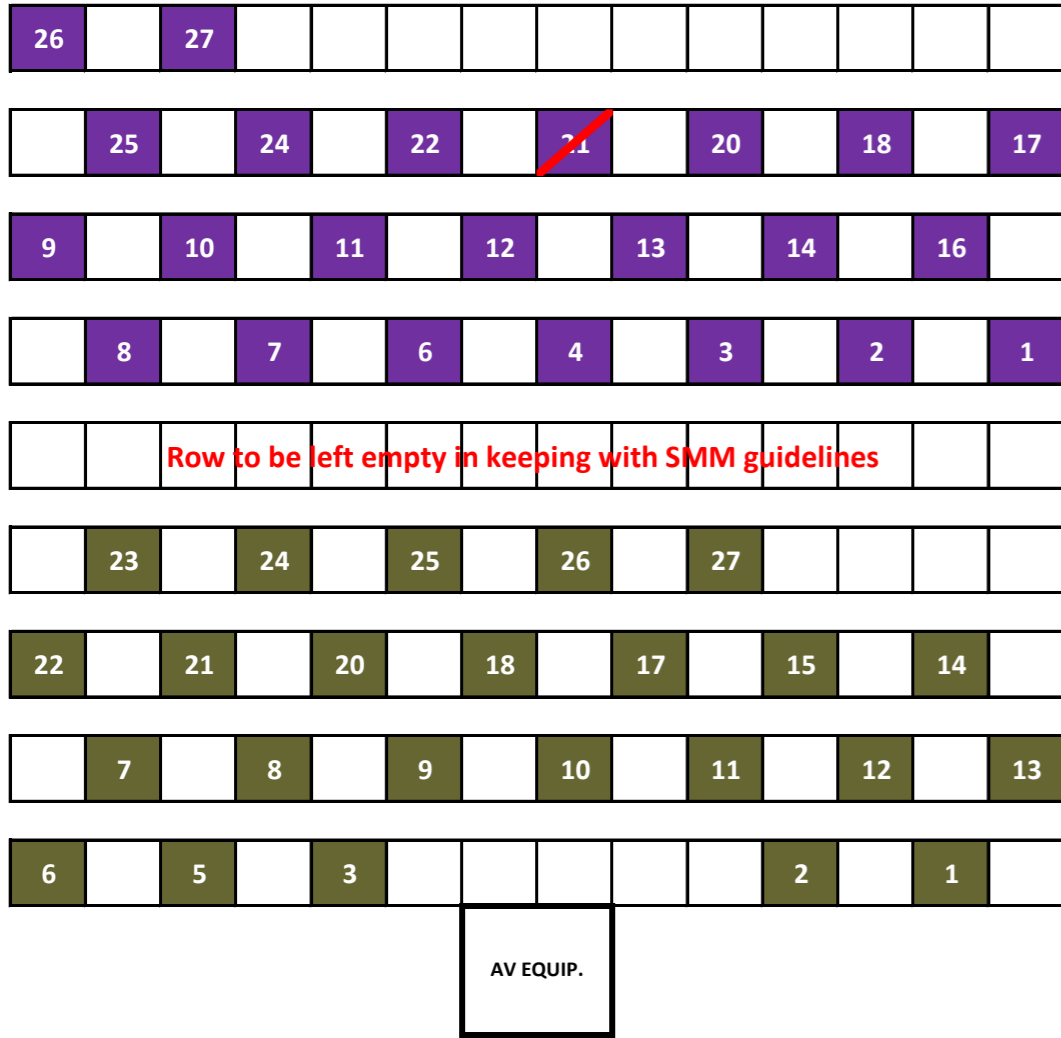 26 27
25 24 22 21 20 18 17
9 10 11 12 13 14 16
8 7 6 4 3 2 1
Row to be left empty in keeping with SMM guidelines
23 24 25 26 27
22 21 20 18 17 15 14
7 8 9 10 11 12 13
6 5 3 2 1
AV EQUIP.